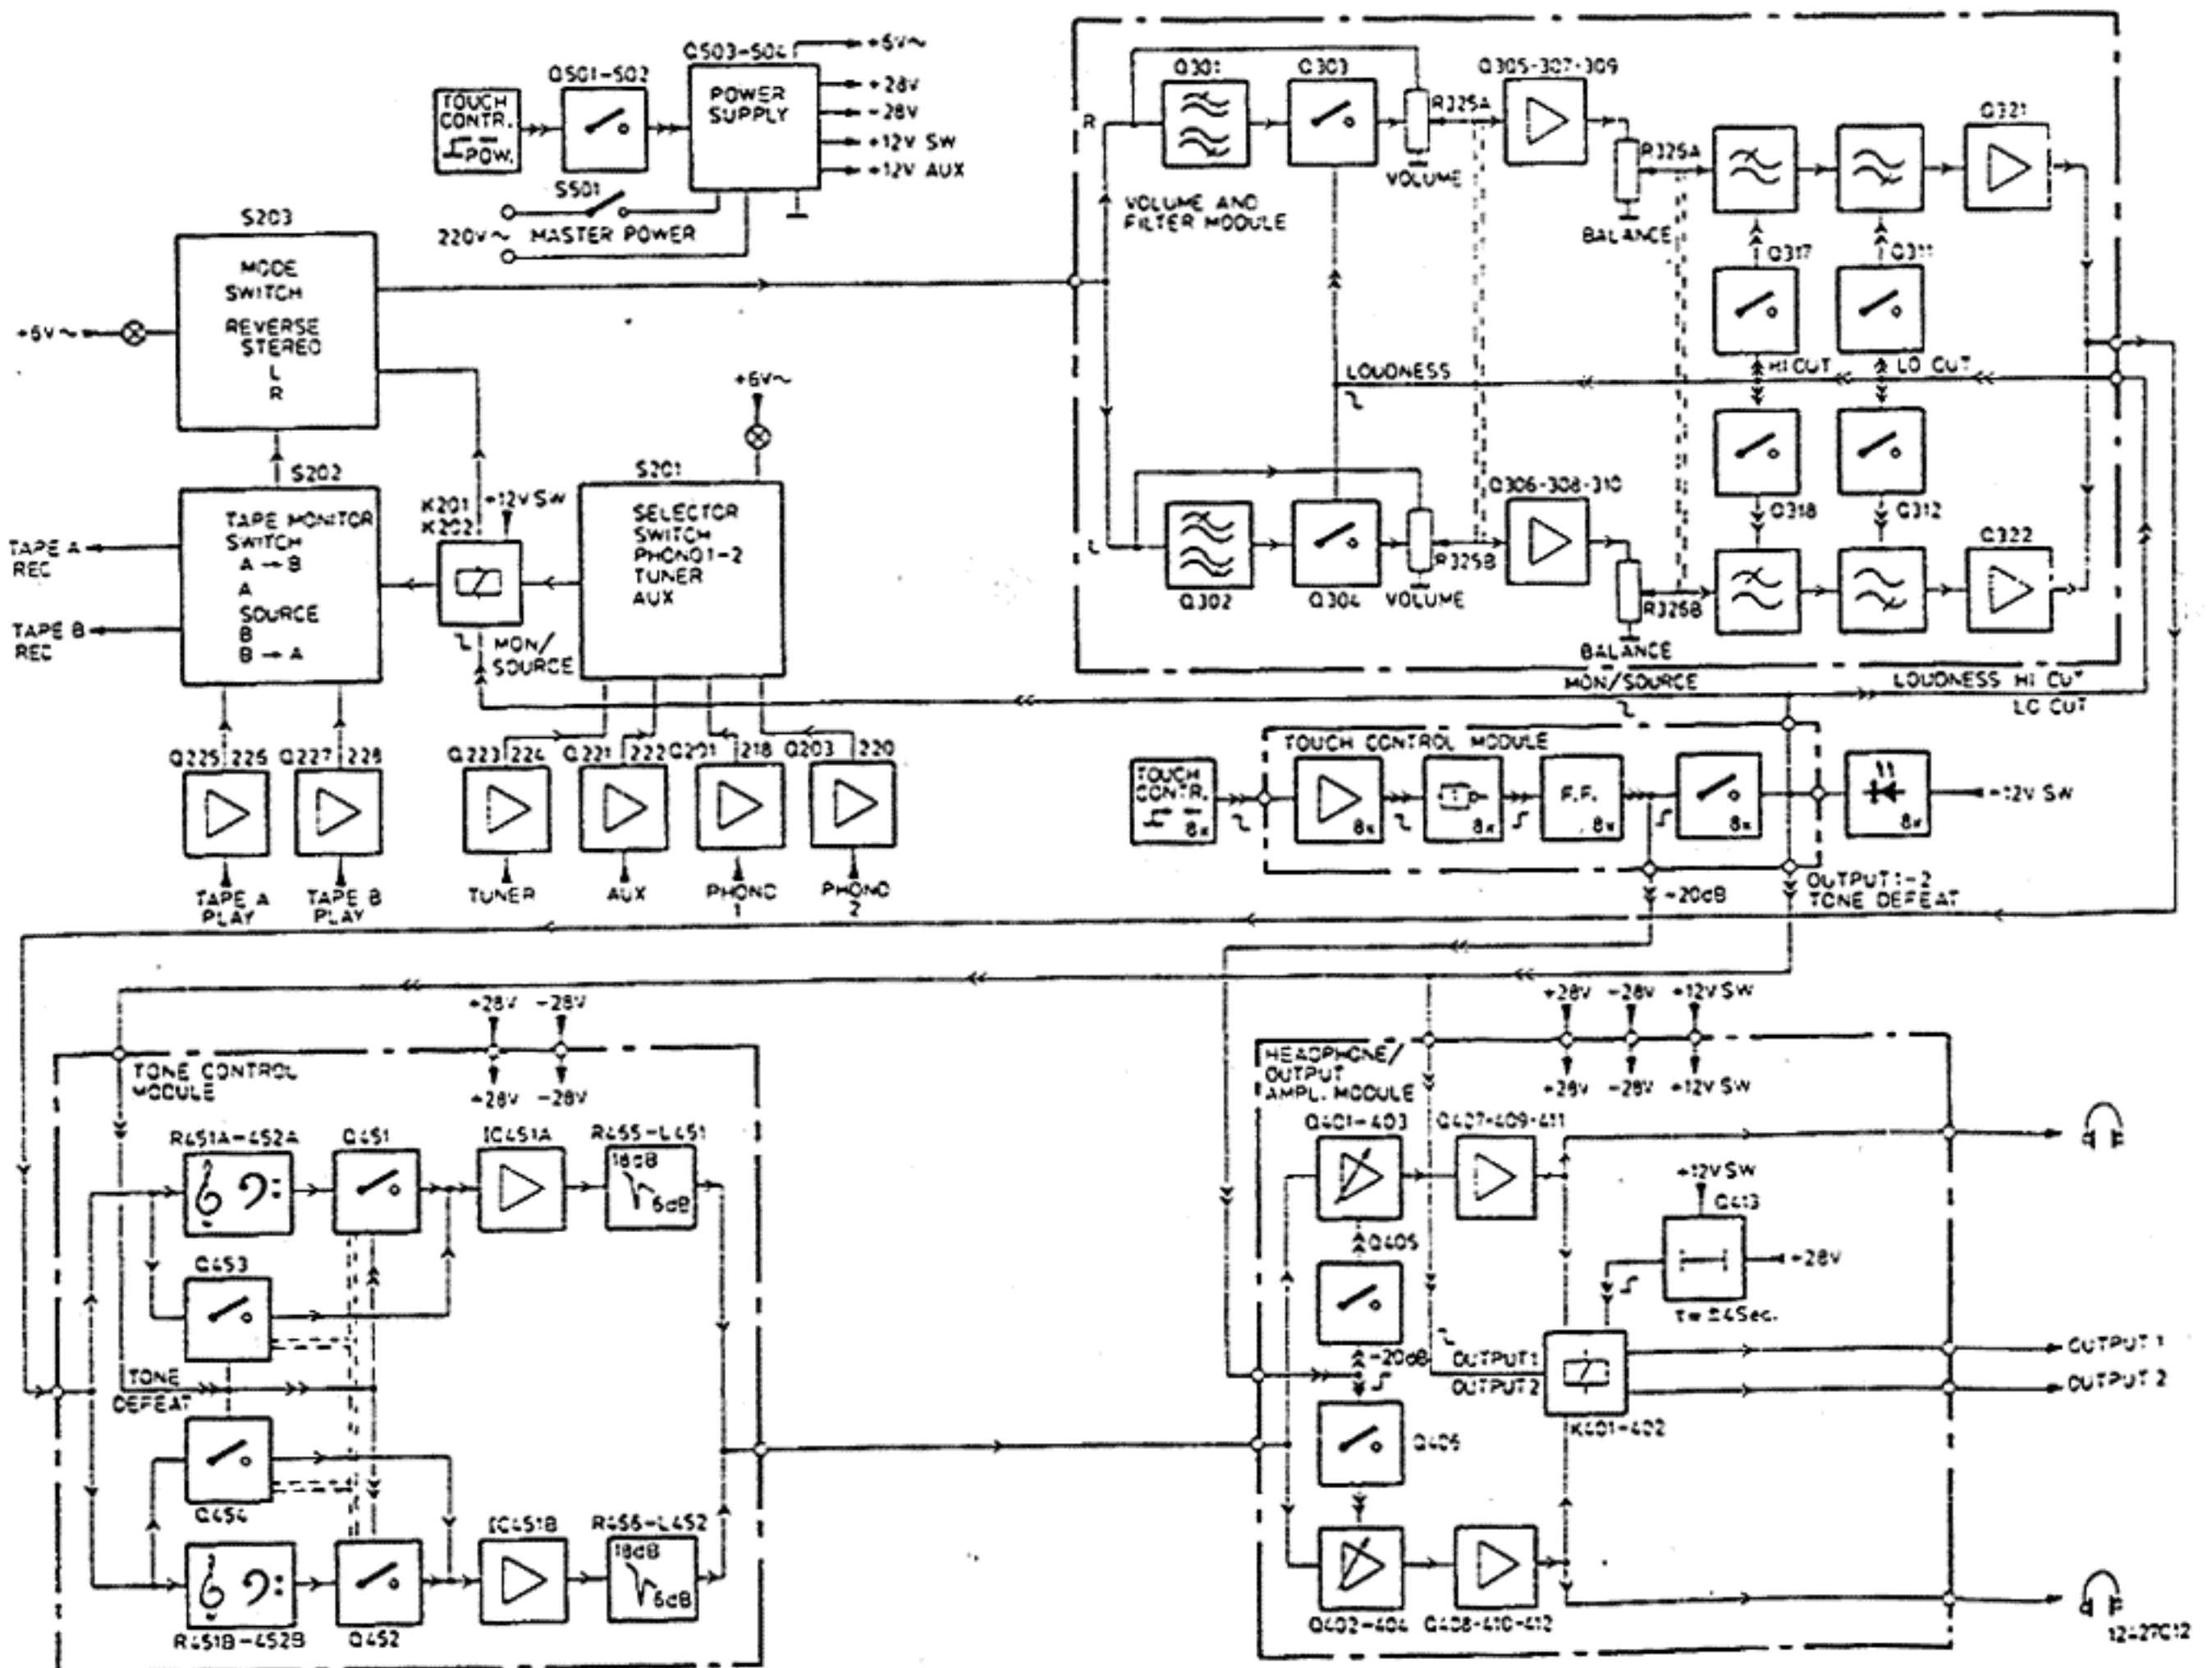 Q503-504
+6V~
Q501-502
+28V
TOUCH
CONTR.
POW.
POWER
SUPPLY
-28V
+12V SW
+12V AUX
S501
220V~ MASTER POWER
S203
MODE
SWITCH
REVERSE
STEREO
L
R
+6V~
+6V~
S202
TAPE MONITOR
SWITCH
A → B
A
SOURCE
B
B → A
TAPE A
REC
TAPE B
REC
K201
K202
+12V SW
MON/
SOURCE
S201
SELECTOR
SWITCH
PHONO 1-2
TUNER
AUX
Q225 226
Q227 228
Q223 224
Q221 222
Q201 218
Q203 220
TAPE A
PLAY
TAPE B
PLAY
TUNER
AUX
PHONO
1
PHONO
2
Q301
Q303
Q305-307-309
R
R325A
VOLUME
VOLUME AND
FILTER MODULE
R326A
BALANCE
Q321
Q317
Q311
LOUDNESS
HI CUT
LO CUT
Q306-308-310
Q318
Q312
L
R325B
Q302
Q304
VOLUME
R326B
BALANCE
Q322
MON/SOURCE
LOUDNESS HI CUT
LO CUT
TOUCH CONTROL MODULE
TOUCH
CONTR.
8x
8x
8x
F.F.
8x
8x
8x
-20dB
OUTPUT 1-2
TONE DEFEAT
+28V -28V
TONE CONTROL
MODULE
+28V -28V
R451A-452A
Q451
IC451A
R455-L451
18dB
6dB
Q453
TONE
DEFEAT
Q454
IC451B
R456-L452
18dB
6dB
R451B-452B
Q452
+28V -28V +12V SW
HEADPHONE/
OUTPUT
AMPL. MODULE
+28V -28V +12V SW
Q401-403
Q407-409-411
+12V SW
Q413
+28V
Q405
-20dB
OUTPUT 1
OUTPUT 2
OUTPUT 1
OUTPUT 2
K401-402
Q406
Q402-404
Q408-410-412